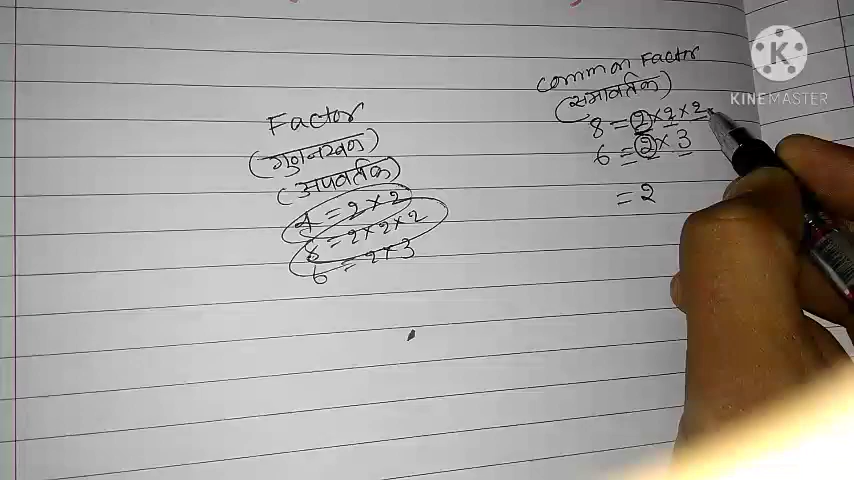 Factor
(गुणनखंड)
(अपवर्तक)
4 = 2 × 2
8 = 2 × 2 × 2
6 = 2 × 3
common Factor
(समापवर्तक)
8 = 2 × 2 × 2
6 = 2 × 3
= 2
K
KINEMASTER